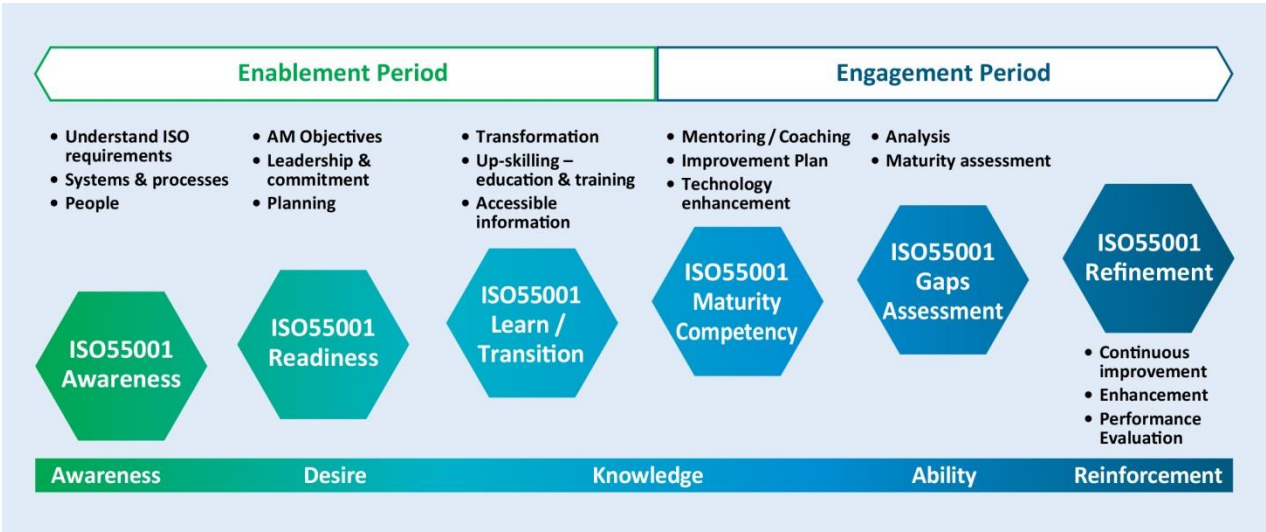 Enablement Period
Engagement Period
• Understand ISO
requirements
• Systems & processes
• People
• AM Objectives
• Leadership &
commitment
• Planning
• Transformation
• Up-skilling –
education & training
• Accessible
information
• Mentoring / Coaching
• Improvement Plan
• Technology
enhancement
• Analysis
• Maturity assessment
ISO55001
Awareness
ISO55001
Readiness
ISO55001
Learn /
Transition
ISO55001
Maturity
Competency
ISO55001
Gaps
Assessment
ISO55001
Refinement
• Continuous
improvement
• Enhancement
• Performance
Evaluation
Awareness
Desire
Knowledge
Ability
Reinforcement